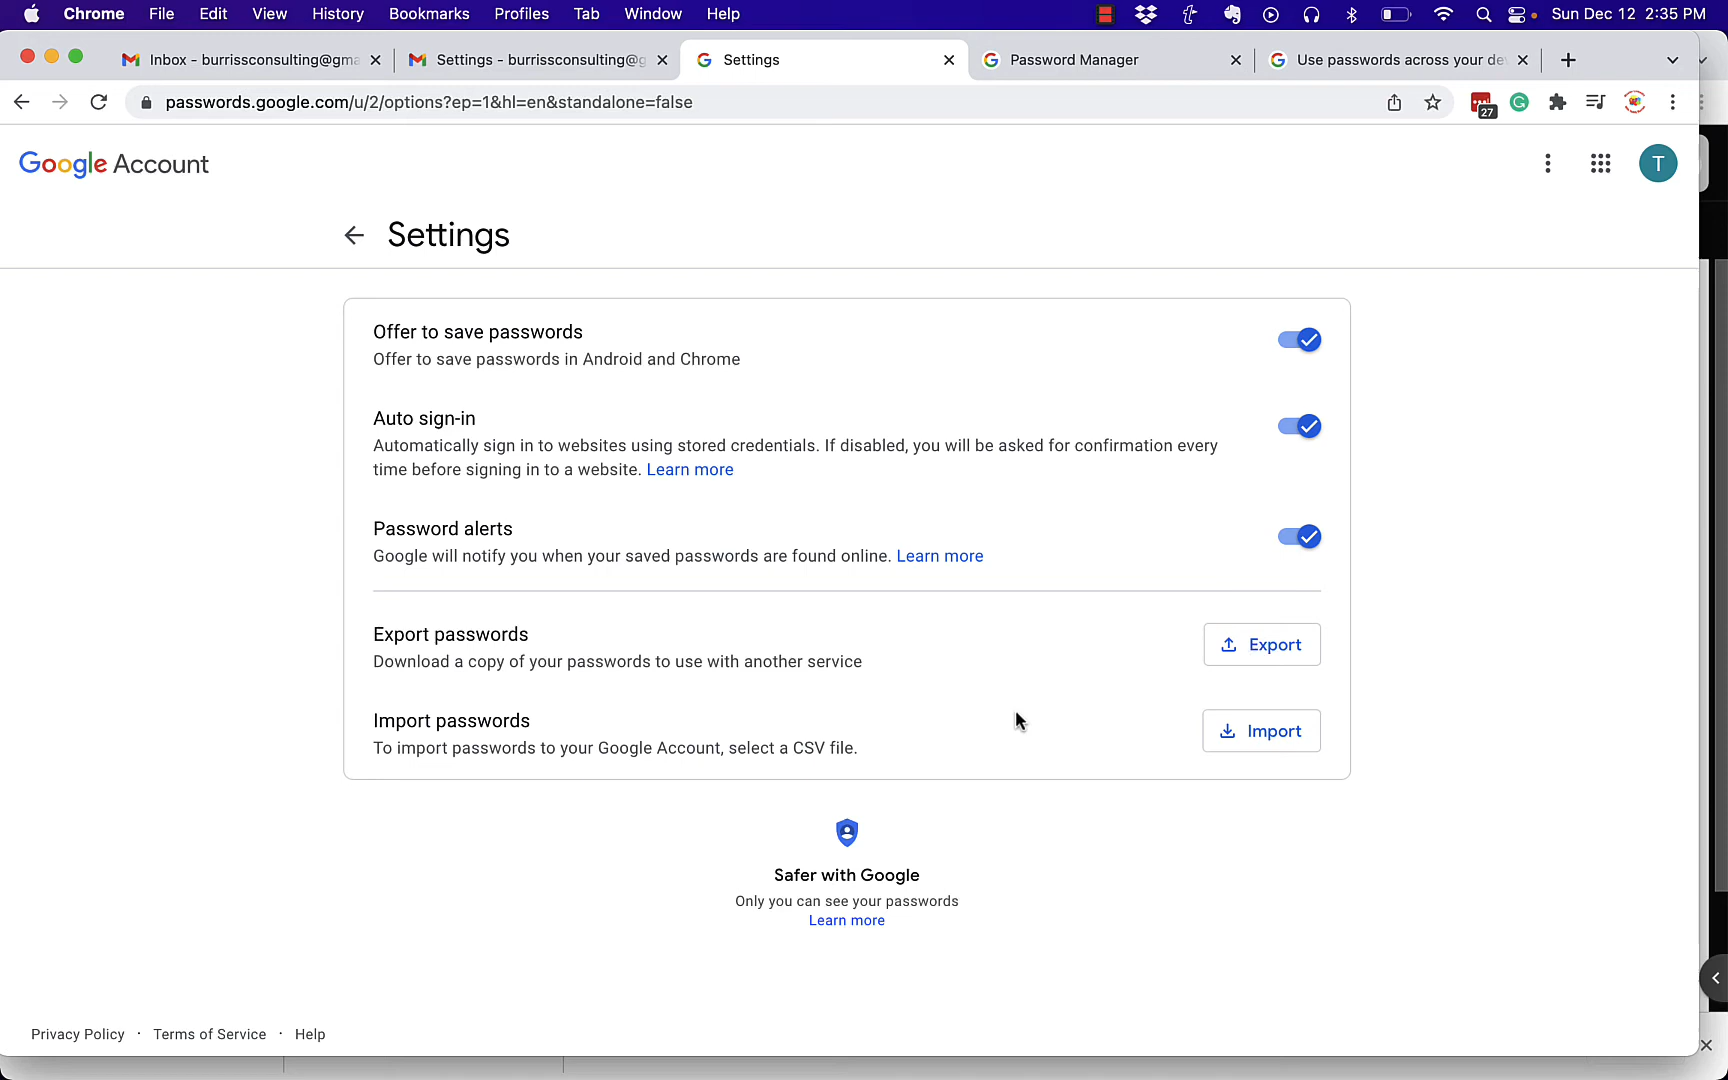 Chrome File Edit View History Bookmarks Profiles Tab Window Help Sun Dec 12 2:35 PM
Inbox - burrissconsulting@gma Settings - burrissconsulting@g Settings Password Manager Use passwords across your de
passwords.google.com/u/2/options?ep=1&hl=en&standalone=false 27
Google Account T
Settings
Offer to save passwords
Offer to save passwords in Android and Chrome
Auto sign-in
Automatically sign in to websites using stored credentials. If disabled, you will be asked for confirmation every
time before signing in to a website. Learn more
Password alerts
Google will notify you when your saved passwords are found online. Learn more
Export passwords
Download a copy of your passwords to use with another service
Export
Import passwords
To import passwords to your Google Account, select a CSV file.
Import
Safer with Google
Only you can see your passwords
Learn more
Privacy Policy · Terms of Service · Help